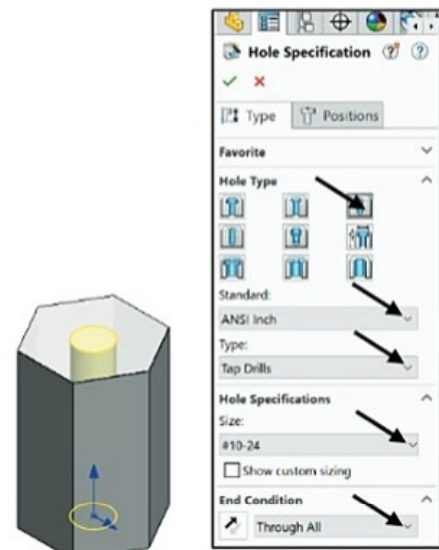 Hole Specification
Type
Positions
Favorite
Hole Type
Standard:
ANSI Inch
Type:
Tap Drills
Hole Specifications
Size:
#10-24
Show custom sizing
End Condition
Through All